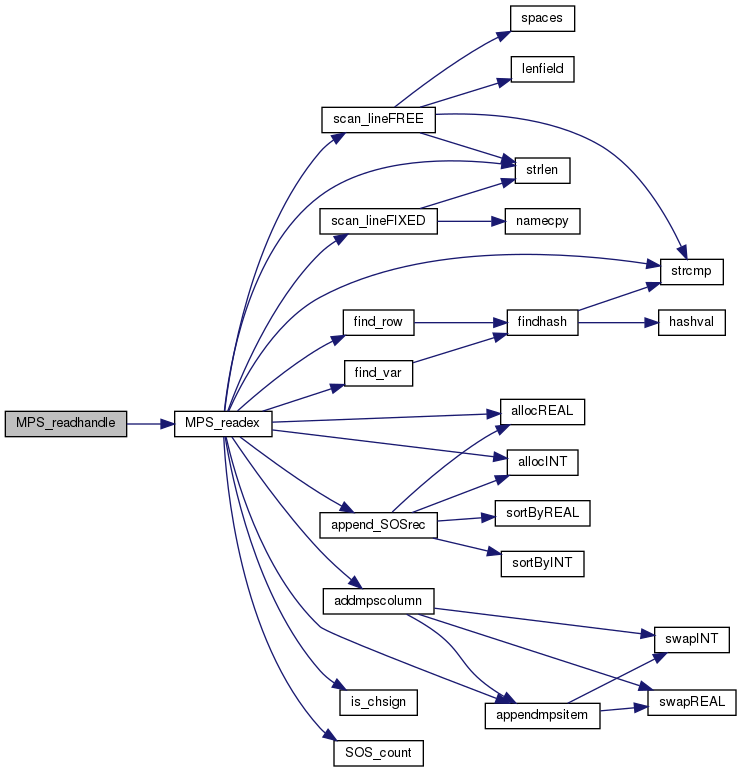 spaces
lenfield
scan_lineFREE
strlen
scan_lineFIXED
namecpy
strcmp
find_row
findhash
hashval
find_var
MPS_readhandle
MPS_readex
allocREAL
allocINT
append_SOSrec
sortByREAL
sortByINT
addmpscolumn
swapINT
is_chsign
appendmpsitem
swapREAL
SOS_count